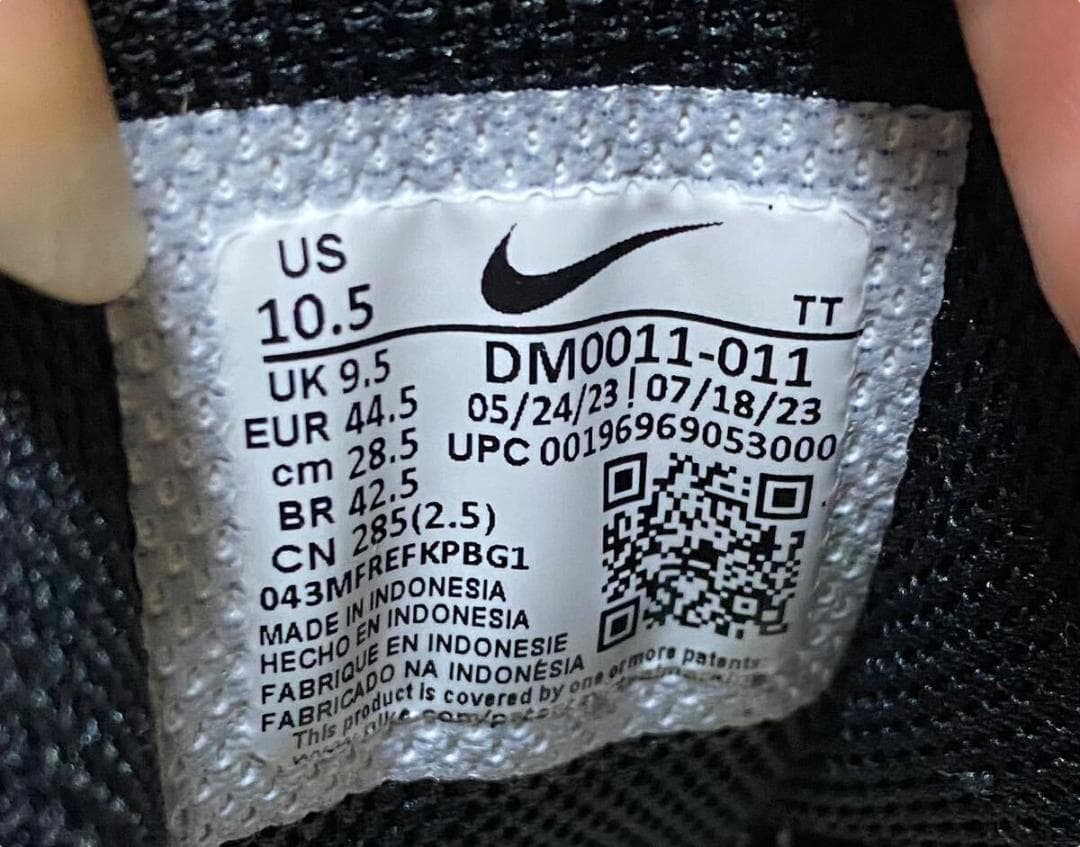 US
10.5
TT
UK 9.5
EUR 44.5
cm 28.5
BR 42.5
CN 285(2.5)
DM0011-011
05/24/23 | 07/18/23
UPC 00196969053000
043MFREFKPBG1
MADE IN INDONESIA
HECHO EN INDONESIA
FABRIQUE EN INDONESIE
FABRICADO NA INDONÉSIA
This product is covered by one or more patents